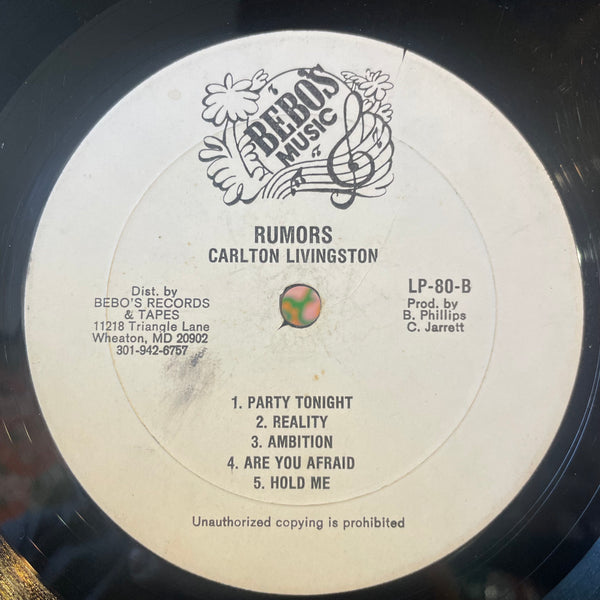 BEBO'S
MUSIC
RUMORS
CARLTON LIVINGSTON
Dist. by
BEBO'S RECORDS
& TAPES
11218 Triangle Lane
Wheaton, MD 20902
301-942-6757
LP-80-B
Prod. by
B. Phillips
C. Jarrett
1. PARTY TONIGHT
2. REALITY
3. AMBITION
4. ARE YOU AFRAID
5. HOLD ME
Unauthorized copying is prohibited